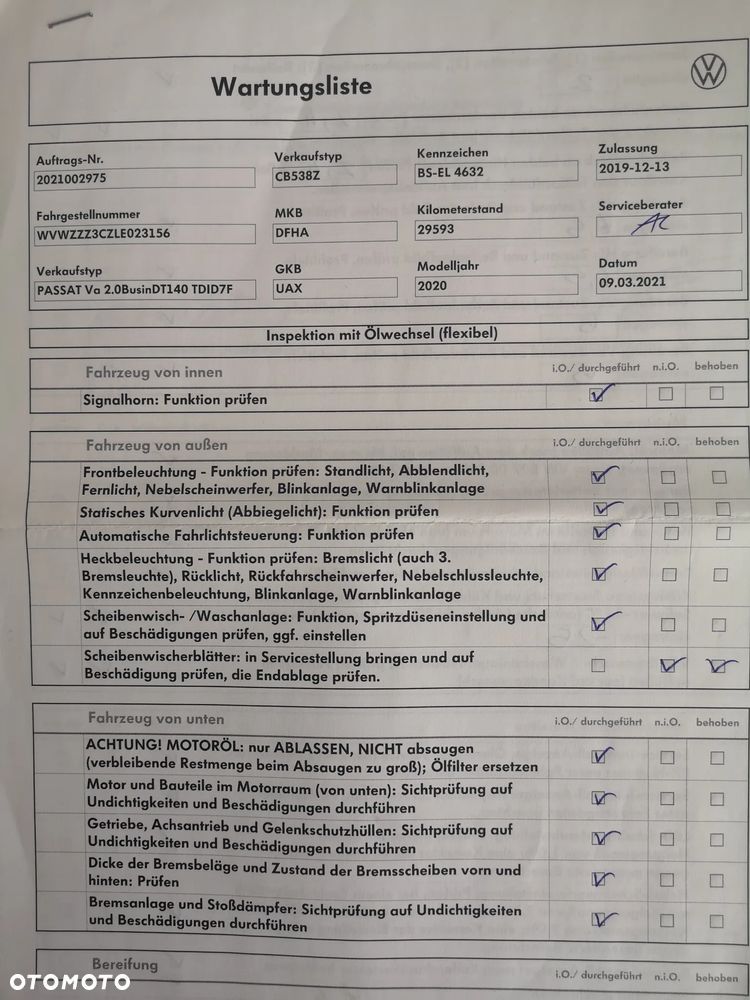 Wartungsliste
Auftrags-Nr.
2021002975
Verkaufstyp
CB538Z
Kennzeichen
BS-EL 4632
Zulassung
2019-12-13
Fahrgestellnummer
WVWZZZ3CZLE023156
MKB
DFHA
Kilometerstand
29593
Serviceberater
Verkaufstyp
PASSAT Va 2.0BusinDT140 TDID7F
GKB
UAX
Modelljahr
2020
Datum
09.03.2021
Inspektion mit Ölwechsel (flexibel)
Fahrzeug von innen i.O./ durchgeführt n.i.O. behoben
Signalhorn: Funktion prüfen
Fahrzeug von außen i.O./ durchgeführt n.i.O. behoben
Frontbeleuchtung - Funktion prüfen: Standlicht, Abblendlicht,
Fernlicht, Nebelscheinwerfer, Blinkanlage, Warnblinkanlage
Statisches Kurvenlicht (Abbiegelicht): Funktion prüfen
Automatische Fahrlichtsteuerung: Funktion prüfen
Heckbeleuchtung - Funktion prüfen: Bremslicht (auch 3.
Bremsleuchte), Rücklicht, Rückfahrscheinwerfer, Nebelschlussleuchte,
Kennzeichenbeleuchtung, Blinkanlage, Warnblinkanlage
Scheibenwisch- /Waschanlage: Funktion, Spritzdüseneinstellung und
auf Beschädigungen prüfen, ggf. einstellen
Scheibenwischerblätter: in Servicestellung bringen und auf
Beschädigung prüfen, die Endablage prüfen.
Fahrzeug von unten i.O./ durchgeführt n.i.O. behoben
ACHTUNG! MOTORÖL: nur ABLASSEN, NICHT absaugen
(verbleibende Restmenge beim Absaugen zu groß); Ölfilter ersetzen
Motor und Bauteile im Motorraum (von unten): Sichtprüfung auf
Undichtigkeiten und Beschädigungen durchführen
Getriebe, Achsantrieb und Gelenkschutzhüllen: Sichtprüfung auf
Undichtigkeiten und Beschädigungen durchführen
Dicke der Bremsbeläge und Zustand der Bremsscheiben vorn und
hinten: Prüfen
Bremsanlage und Stoßdämpfer: Sichtprüfung auf Undichtigkeiten
und Beschädigungen durchführen
Bereifung i.O./ durchgeführt n.i.O. behoben
OTOMOTO